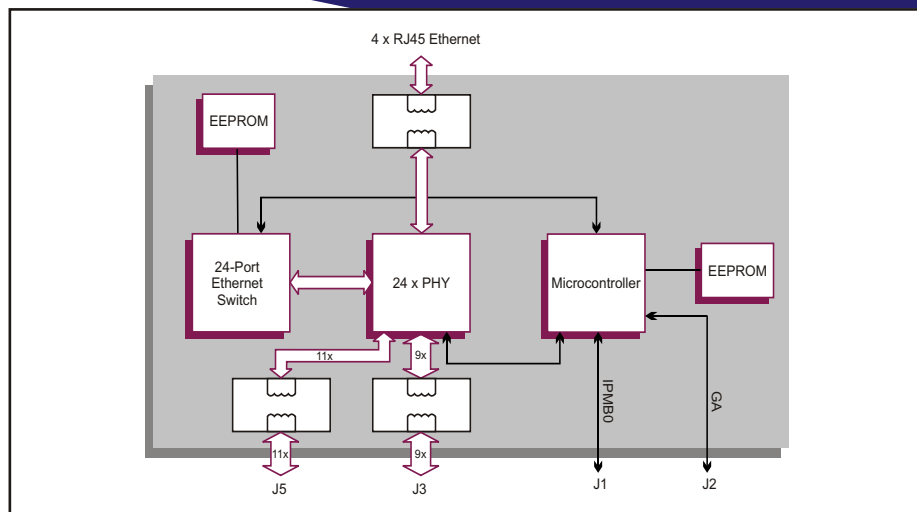 4 x RJ45 Ethernet
EEPROM
24-Port
Ethernet
Switch
24 x PHY
Microcontroller
EEPROM
11x
9x
IPMB0
GA
11x
9x
J5
J3
J1
J2